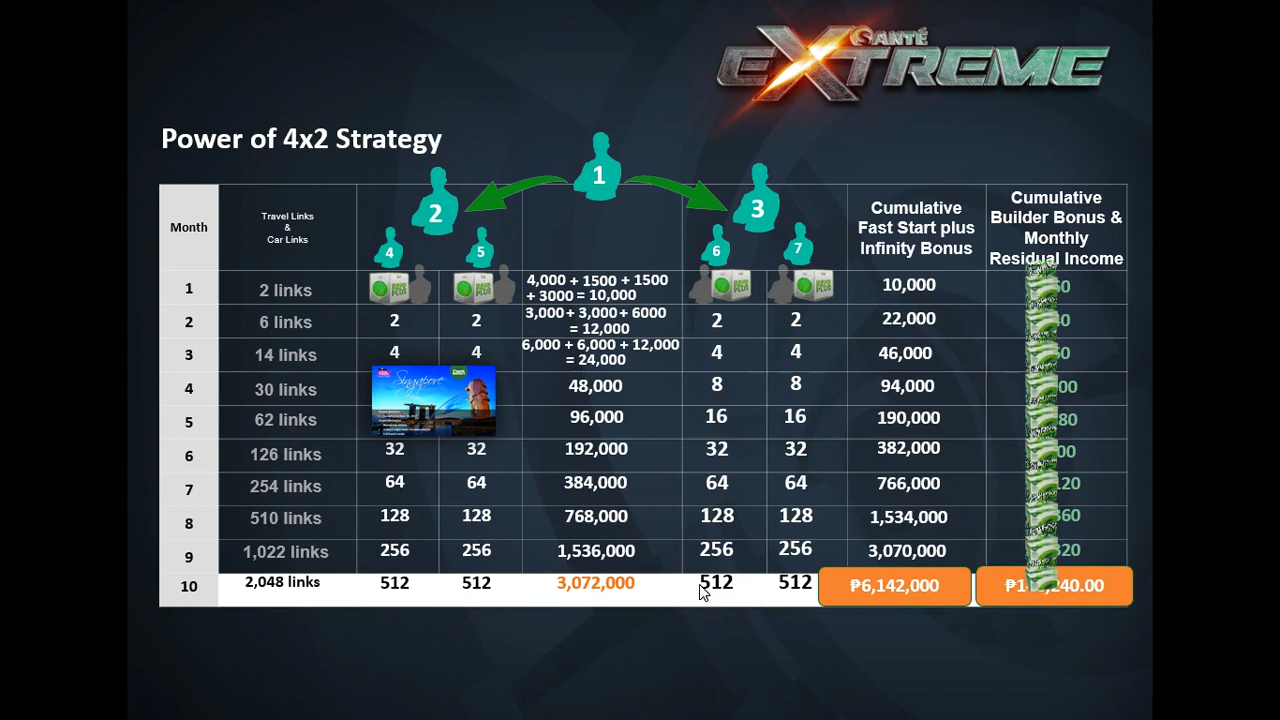 SANTÉ
EXTREME
Power of 4x2 Strategy
1
2
3
4
5
6
7
Month
Travel Links
&
Car Links
Cumulative
Fast Start plus
Infinity Bonus
Cumulative
Builder Bonus &
Monthly
Residual Income
1 2 links 4,000 + 1500 + 1500 10,000
+ 3000 = 10,000
2 6 links 2 2 3,000+ 3,000+ 6000 2 2 22,000
= 12,000
3 14 links 4 4 6,000 + 6,000 + 12,000 4 4 46,000
= 24,000
4 30 links 48,000 8 8 94,000
Singapore
5 62 links 96,000 16 16 190,000
6 126 links 32 32 192,000 32 32 382,000
7 254 links 64 64 384,000 64 64 766,000
8 510 links 128 128 768,000 128 128 1,534,000
9 1,022 links 256 256 1,536,000 256 256 3,070,000
10 2,048 links 512 512 3,072,000 512 512 ₱6,142,000